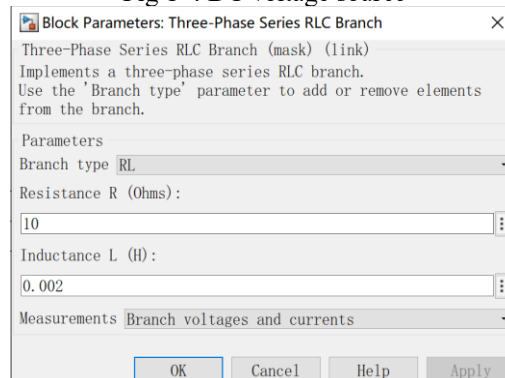 Block Parameters: Three-Phase Series RLC Branch
Three-Phase Series RLC Branch (mask) (link)
Implements a three-phase series RLC branch.
Use the 'Branch type' parameter to add or remove elements
from the branch.
Parameters
Branch type RL
Resistance R (Ohms):
10
Inductance L (H):
0.002
Measurements Branch voltages and currents
OK Cancel Help Apply